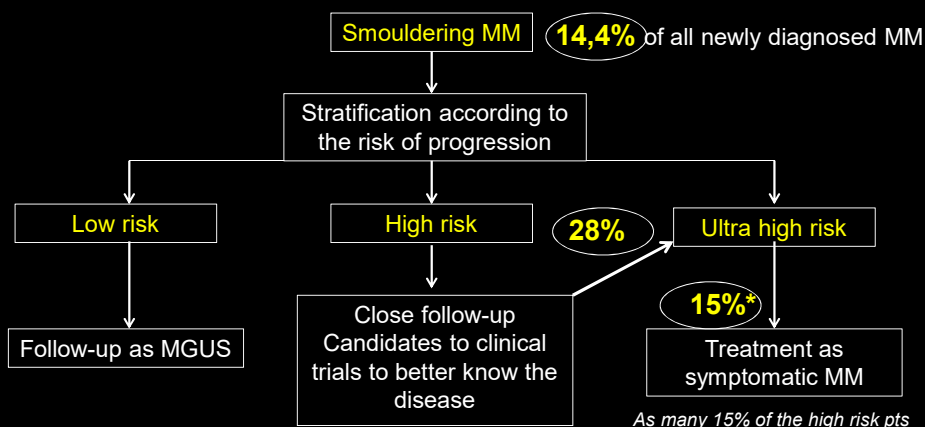 Smouldering MM
14,4% of all newly diagnosed MM
Stratification according to
the risk of progression
Low risk
High risk
28%
Ultra high risk
15%*
Follow-up as MGUS
Close follow-up
Candidates to clinical
trials to better know the
disease
Treatment as
symptomatic MM
As many 15% of the high risk pts